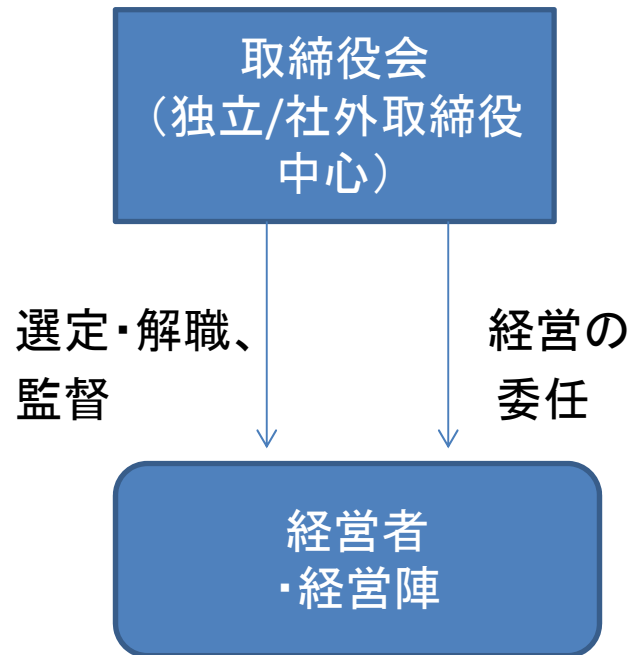 取締役会
（独立/社外取締役
中心）
選定・解職、
監督
経営の
委任
経営者
・経営陣